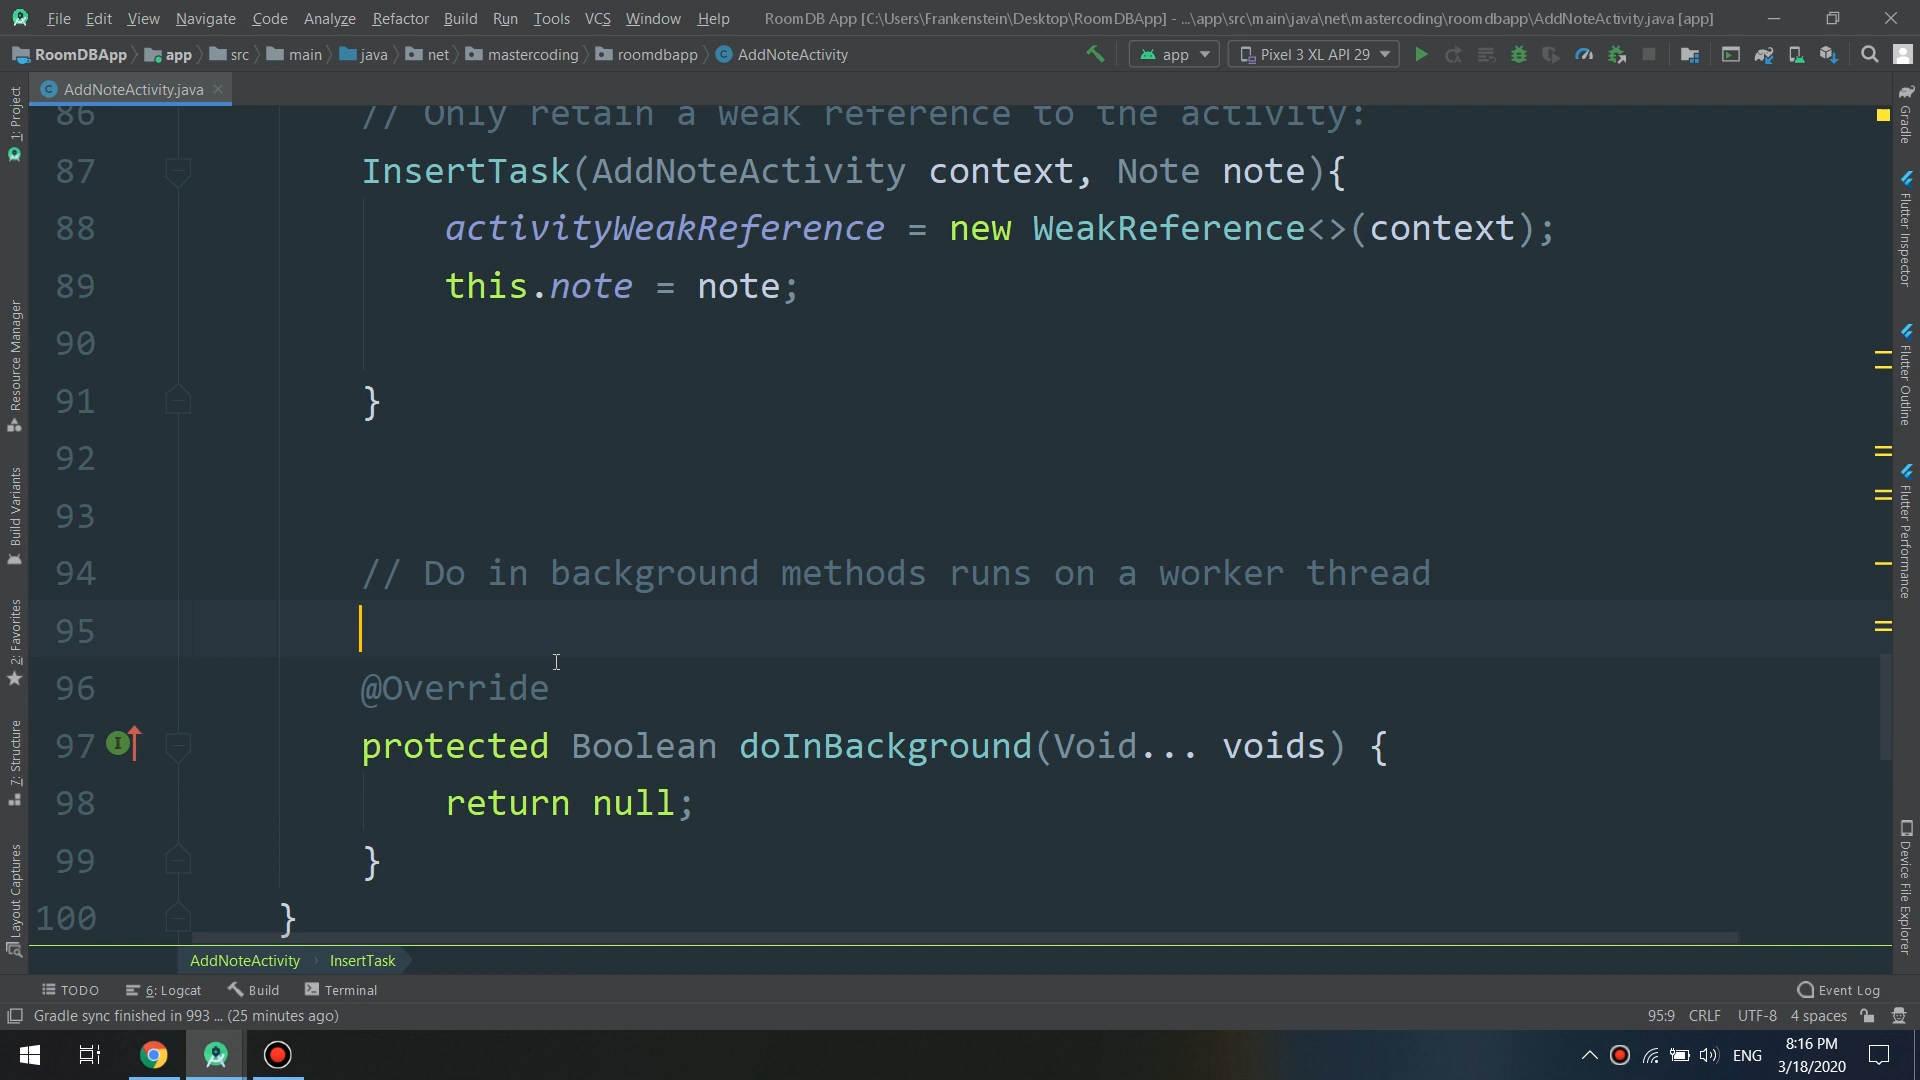 File Edit View Navigate Code Analyze Refactor Build Run Tools VCS Window Help RoomDB App [C:\Users\Frankenstein\Desktop\RoomDBApp] - ...\app\src\main\java\net\mastercoding\roomdbapp\AddNoteActivity.java [app]
RoomDBApp app src main java net mastercoding roomdbapp AddNoteActivity app Pixel 3 XL API 29
AddNoteActivity.java
1: Project
Resource Manager
Build Variants
2: Favorites
7: Structure
Layout Captures
86 // Only retain a weak reference to the activity:
87 InsertTask(AddNoteActivity context, Note note){
88 activityWeakReference = new WeakReference<>(context);
89 this.note = note;
90
91 }
92
93
94 // Do in background methods runs on a worker thread
95
96 @Override
97 protected Boolean doInBackground(Void... voids) {
98 return null;
99 }
100 }
Gradle
Flutter Inspector
Flutter Outline
Flutter Performance
Device File Explorer
AddNoteActivity InsertTask
TODO 6: Logcat Build Terminal Event Log
Gradle sync finished in 993 ... (25 minutes ago) 95:9 CRLF UTF-8 4 spaces
ENG 8:16 PM
3/18/2020